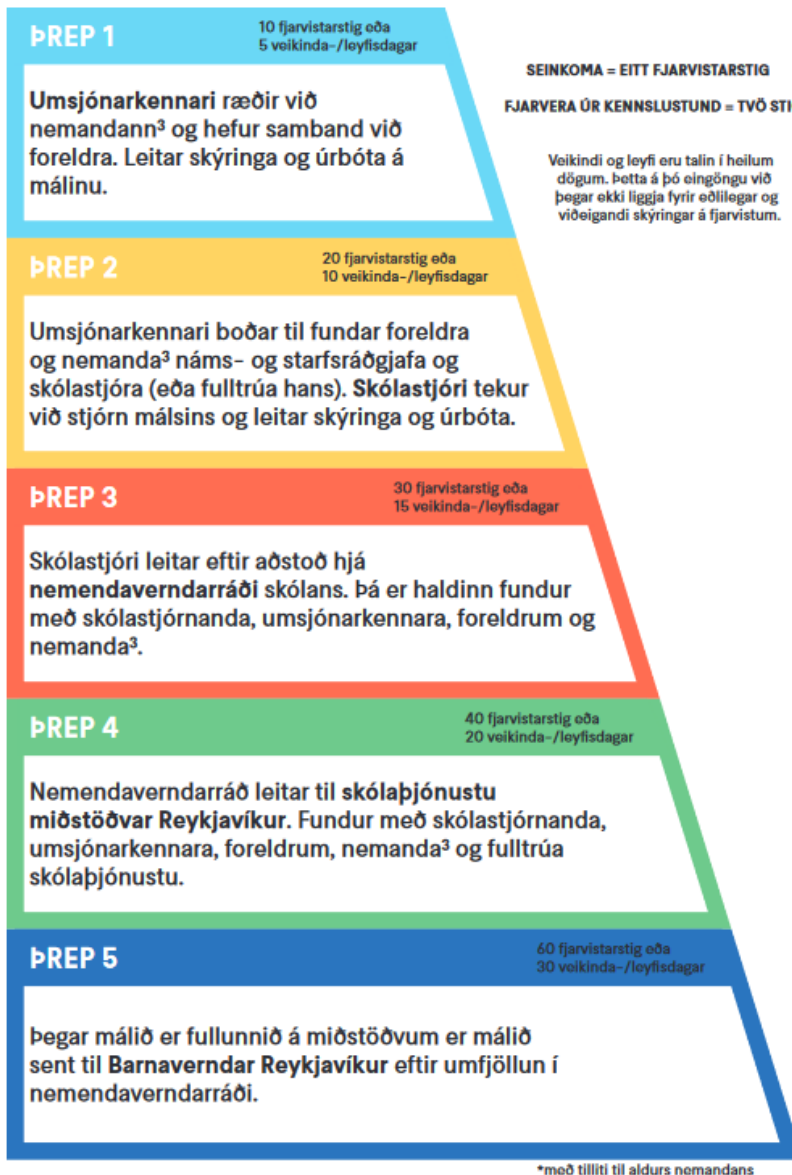 ÞREP 1
10 fjarvistarstig eða
5 veikinda-/leyfisdagar
Umsjónarkennari ræðir við
nemandann³ og hefur samband við
foreldra. Leitar skýringa og úrbóta á
málinu.
SEINKOMA = EITT FJARVISTARSTIG
FJARVERA ÚR KENNSLUSTUND = TVÖ STI
Veikindi og leyfi eru talin í heilum
dögum. Þetta á þó eingöngu við
þegar ekki liggja fyrir eðlilegar og
viðeigandi skýringar á fjarvistum.
ÞREP 2
20 fjarvistarstig eða
10 veikinda-/leyfisdagar
Umsjónarkennari boðar til fundar foreldra
og nemanda³ náms- og starfsráðgjafa og
skólastjóra (eða fulltrúa hans). Skólastjóri tekur
við stjórn málsins og leitar skýringa og úrbóta.
ÞREP 3
30 fjarvistarstig eða
15 veikinda-/leyfisdagar
Skólastjóri leitar eftir aðstoð hjá
nemendaverndarráði skólans. Þá er haldinn fundur
með skólastjórnanda, umsjónarkennara, foreldrum og
nemanda³.
ÞREP 4
40 fjarvistarstig eða
20 veikinda-/leyfisdagar
Nemendaverndarráð leitar til skólaþjónustu
miðstöðvar Reykjavíkur. Fundur með skólastjórnanda,
umsjónarkennara, foreldrum, nemanda³ og fulltrúa
skólaþjónustu.
ÞREP 5
60 fjarvistarstig eða
30 veikinda-/leyfisdagar
Þegar málið er fullunnið á miðstöðvum er málið
sent til Barnaverndar Reykjavíkur eftir umfjöllun í
nemendaverndarráði.
*með tilliti til aldurs nemandans